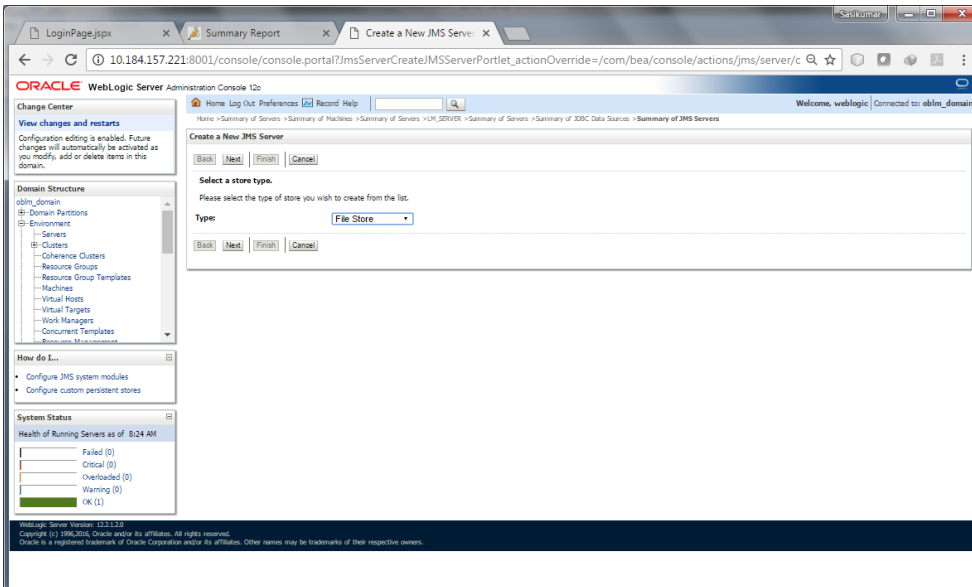 Sasikumar
LoginPage.jspx
Summary Report
Create a New JMS Server
10.184.157.221:8001/console/console.portal?JmsServerCreateJMSServerPortlet_actionOverride=/com/bea/console/actions/jms/server/c
ORACLE WebLogic Server Administration Console 12c
Change Center
View changes and restarts
Configuration editing is enabled. Future
changes will automatically be activated as
you modify, add or delete items in this
domain.
Domain Structure
oblm_domain
Domain Partitions
Environment
Servers
Clusters
Coherence Clusters
Resource Groups
Resource Group Templates
Machines
Virtual Hosts
Virtual Targets
Work Managers
Concurrent Templates
Resource Management
How do I...
Configure JMS system modules
Configure custom persistent stores
System Status
Health of Running Servers as of 8:24 AM
Failed (0)
Critical (0)
Overloaded (0)
Warning (0)
OK (1)
Home Log Out Preferences Record Help
Welcome, weblogic Connected to: oblm_domain
Home >Summary of Servers >Summary of Machines >Summary of Servers >LM_SERVER >Summary of Servers >Summary of JDBC Data Sources >Summary of JMS Servers
Create a New JMS Server
Back Next Finish Cancel
Select a store type.
Please select the type of store you wish to create from the list.
Type: File Store
Back Next Finish Cancel
WebLogic Server Version: 12.2.1.2.0
Copyright (c) 1996,2016, Oracle and/or its affiliates. All rights reserved.
Oracle is a registered trademark of Oracle Corporation and/or its affiliates. Other names may be trademarks of their respective owners.